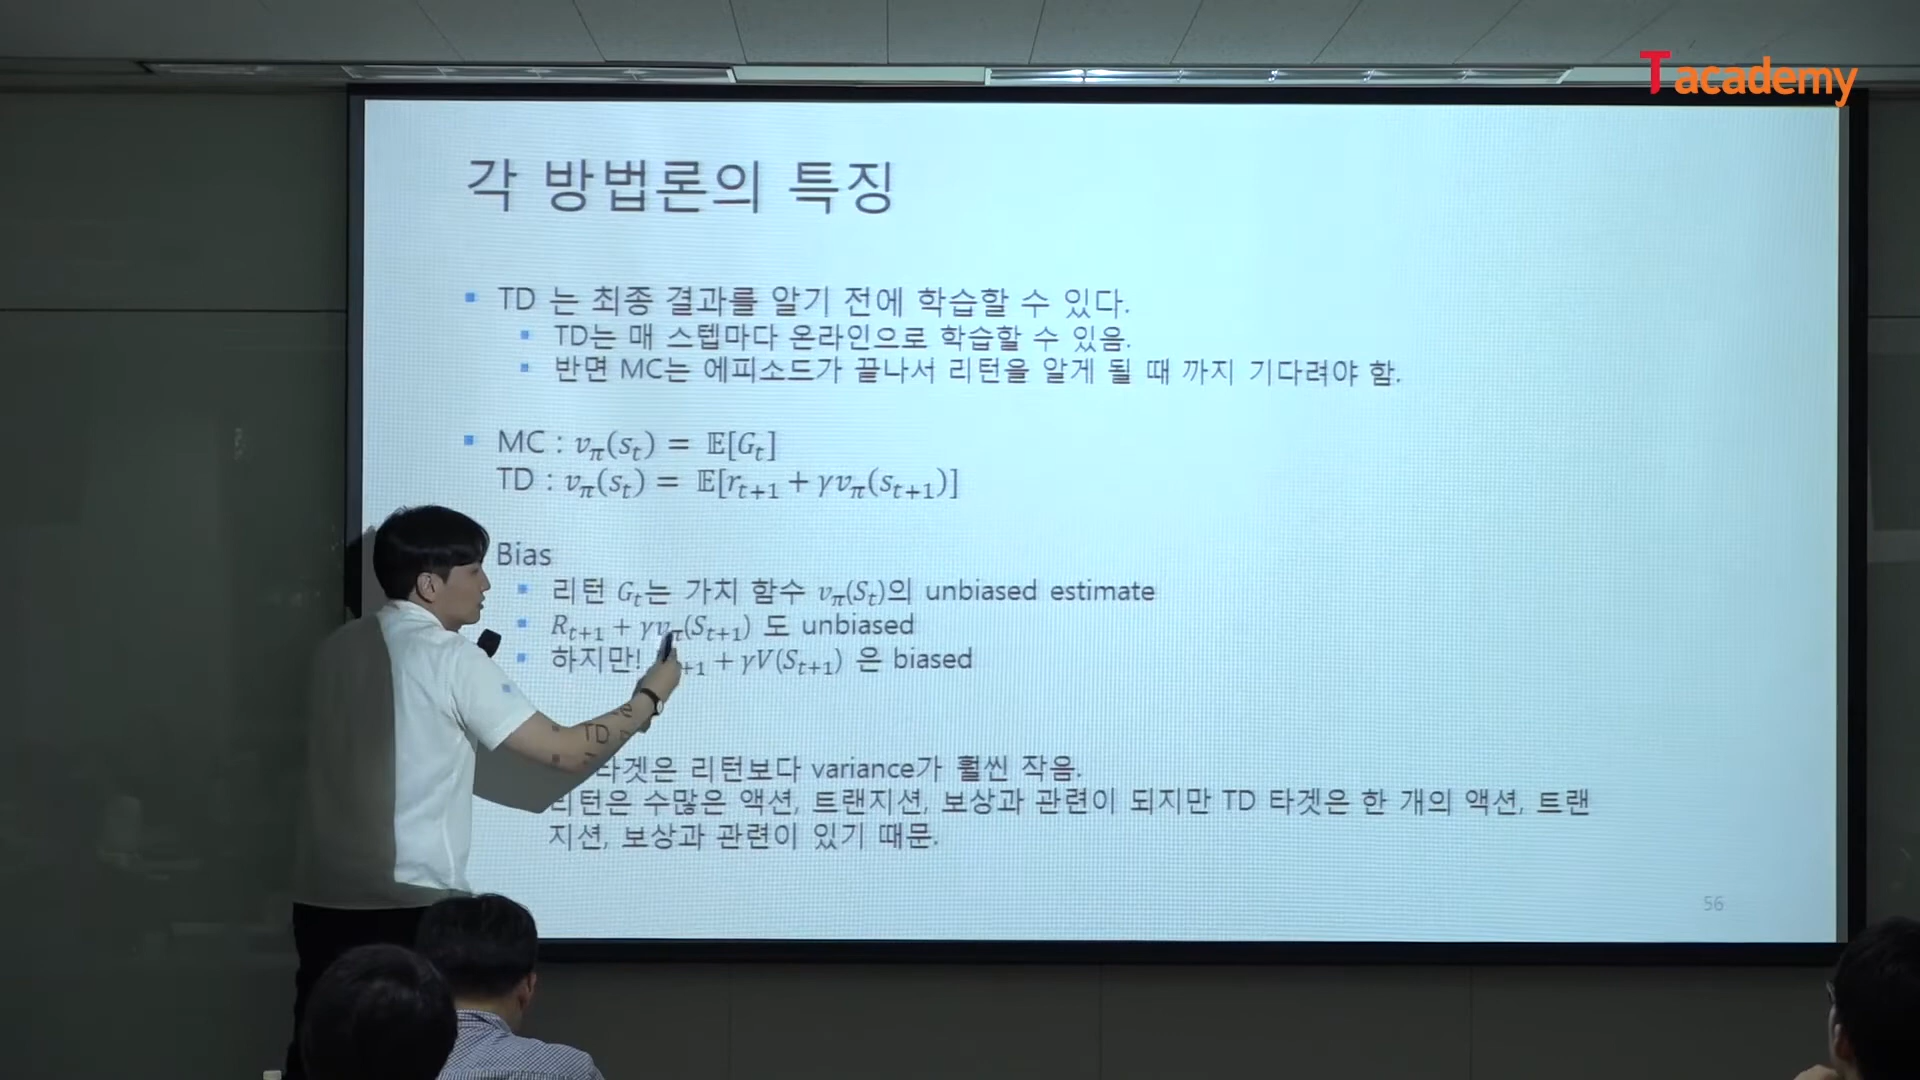 T academy
각 방법론의 특징
TD 는 최종 결과를 알기 전에 학습할 수 있다.
TD는 매 스텝마다 온라인으로 학습할 수 있음.
반면 MC는 에피소드가 끝나서 리턴을 알게 될 때 까지 기다려야 함.
MC : v_π(s_t) = 𝔼[G_t]
TD : v_π(s_t) = 𝔼[r_{t+1} + γv_π(s_{t+1})]
Bias
리턴 G_t는 가치 함수 v_π(S_t)의 unbiased estimate
R_{t+1} + γv_π(S_{t+1}) 도 unbiased
하지만! _{+1} + γV(S_{t+1}) 은 biased
TD
타겟은 리턴보다 variance가 훨씬 작음.
리턴은 수많은 액션, 트랜지션, 보상과 관련이 되지만 TD 타겟은 한 개의 액션, 트랜
지션, 보상과 관련이 있기 때문.
56